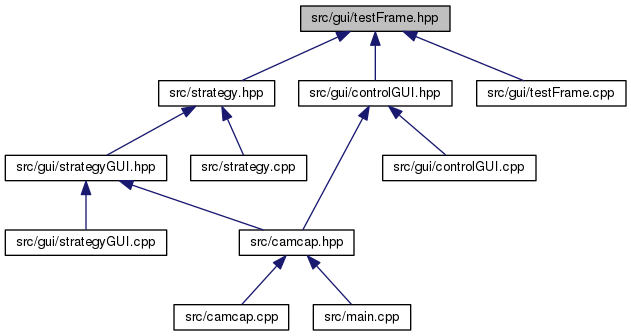 src/gui/testFrame.hpp
src/strategy.hpp
src/gui/controlGUI.hpp
src/gui/testFrame.cpp
src/gui/strategyGUI.hpp
src/strategy.cpp
src/gui/controlGUI.cpp
src/gui/strategyGUI.cpp
src/camcap.hpp
src/camcap.cpp
src/main.cpp